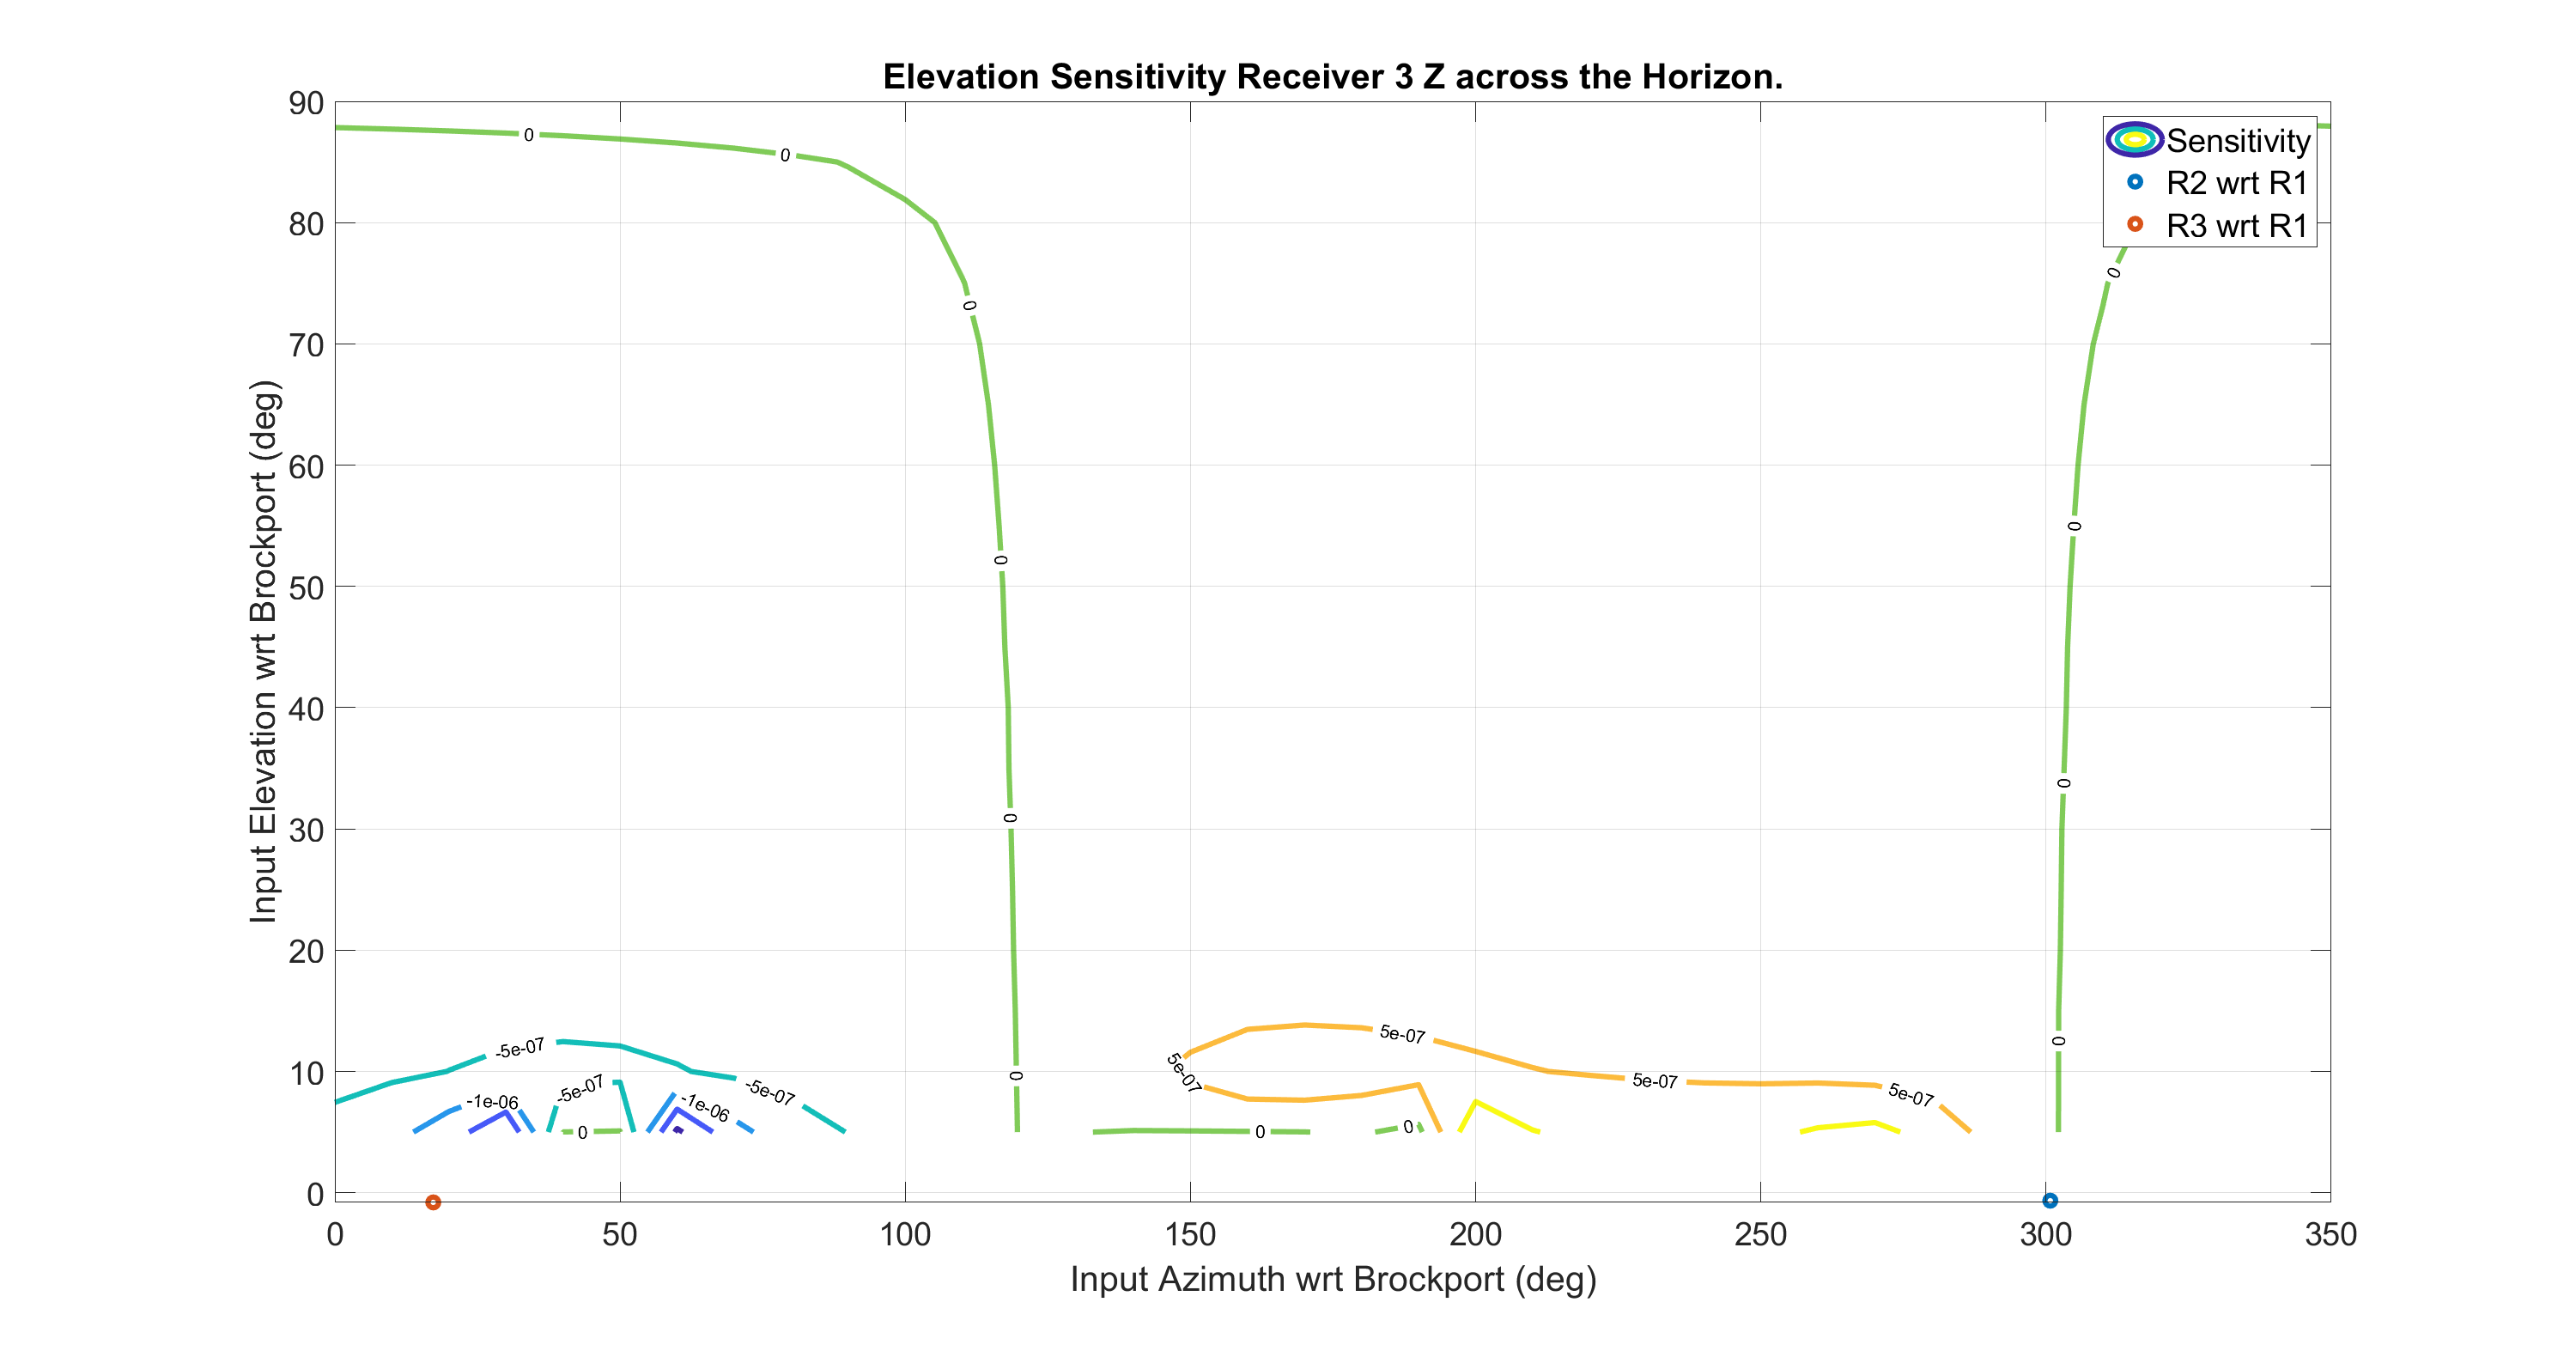 Elevation Sensitivity Receiver 3 Z across the Horizon.
Sensitivity
R2 wrt R1
R3 wrt R1
Input Elevation wrt Brockport (deg)
90
80
70
60
50
40
30
20
10
0
0
0
0
0
0
0
0
0
0
0
0
0
0
-5e-07
-5e-07
-5e-07
-1e-06
-1e-06
5e-07
5e-07
5e-07
5e-07
0 50 100 150 200 250 300 350
Input Azimuth wrt Brockport (deg)